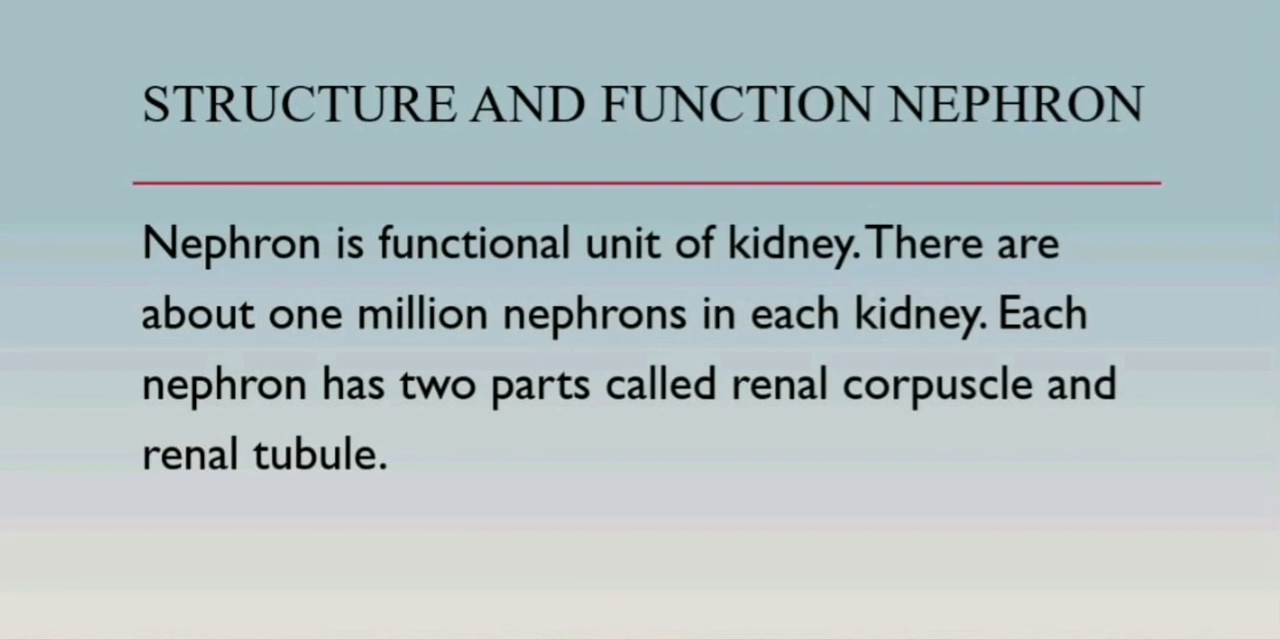 STRUCTURE AND FUNCTION NEPHRON
Nephron is functional unit of kidney. There are
about one million nephrons in each kidney. Each
nephron has two parts called renal corpuscle and
renal tubule.